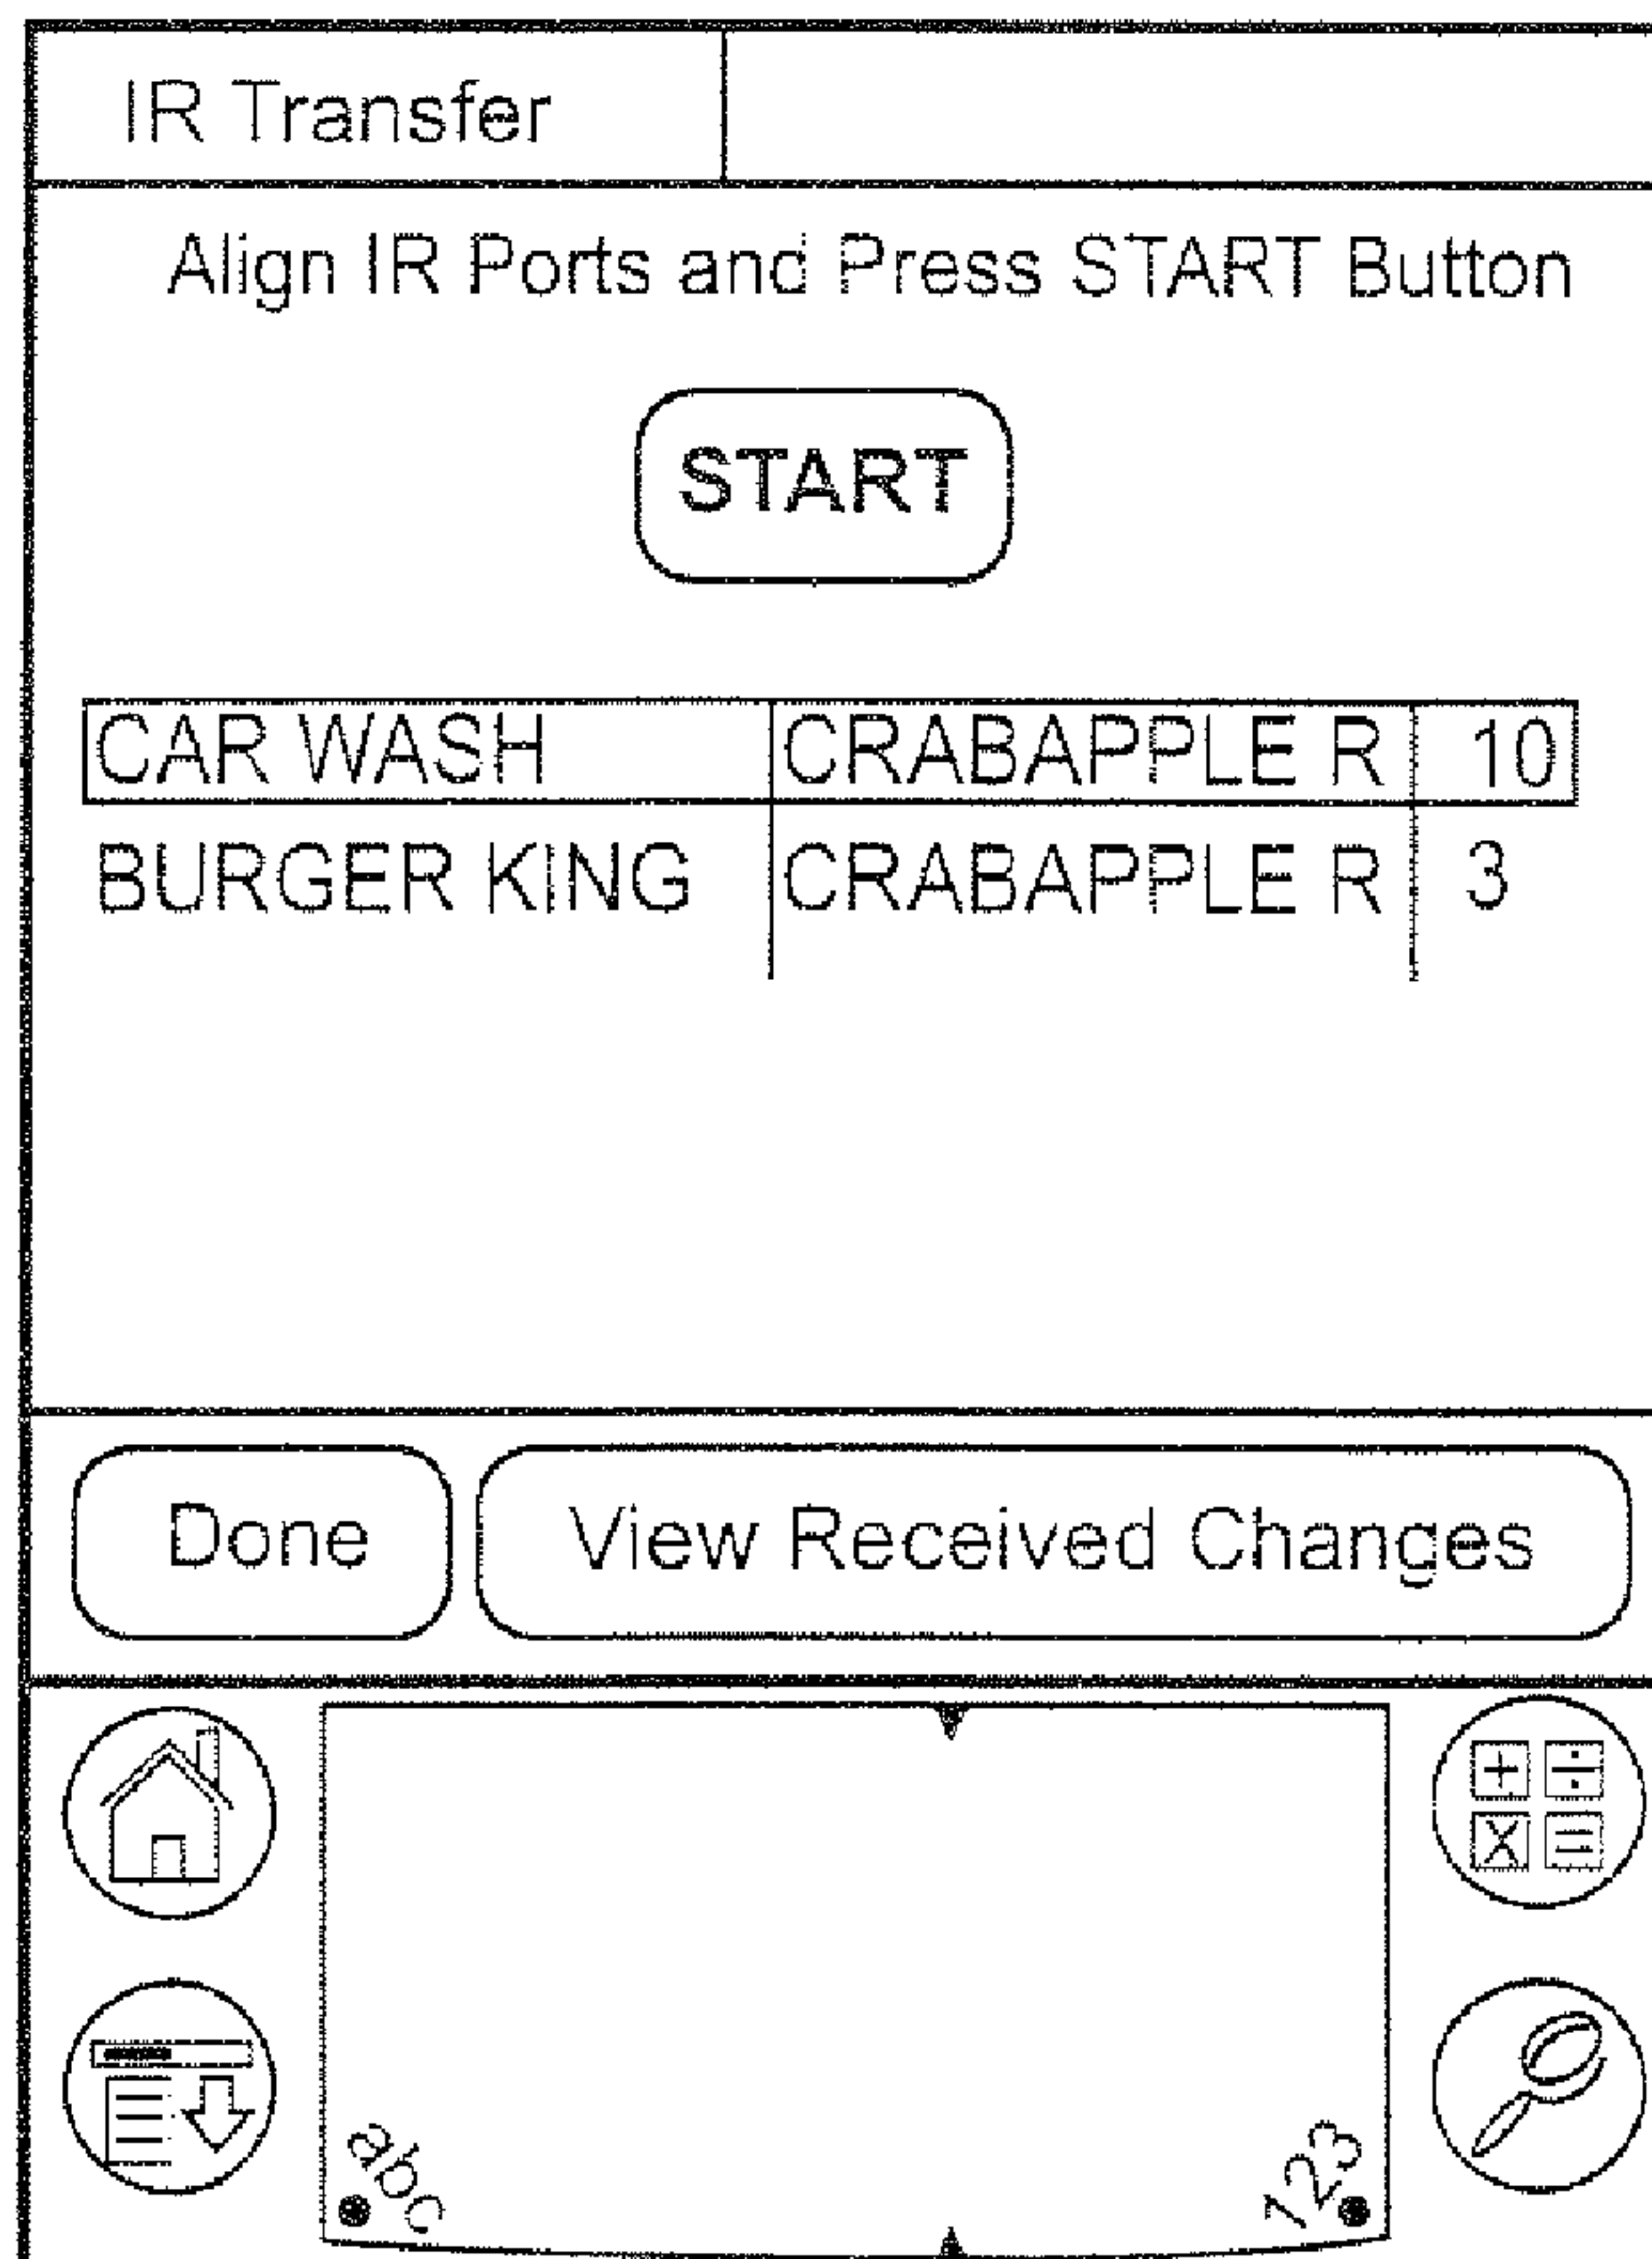 IR Transfer
Align IR Ports and Press START Button
START
CAR WASH CRABAPPLE R 10
BURGER KING CRABAPPLE R 3
Done View Received Changes
+ ÷
X =
abc 123